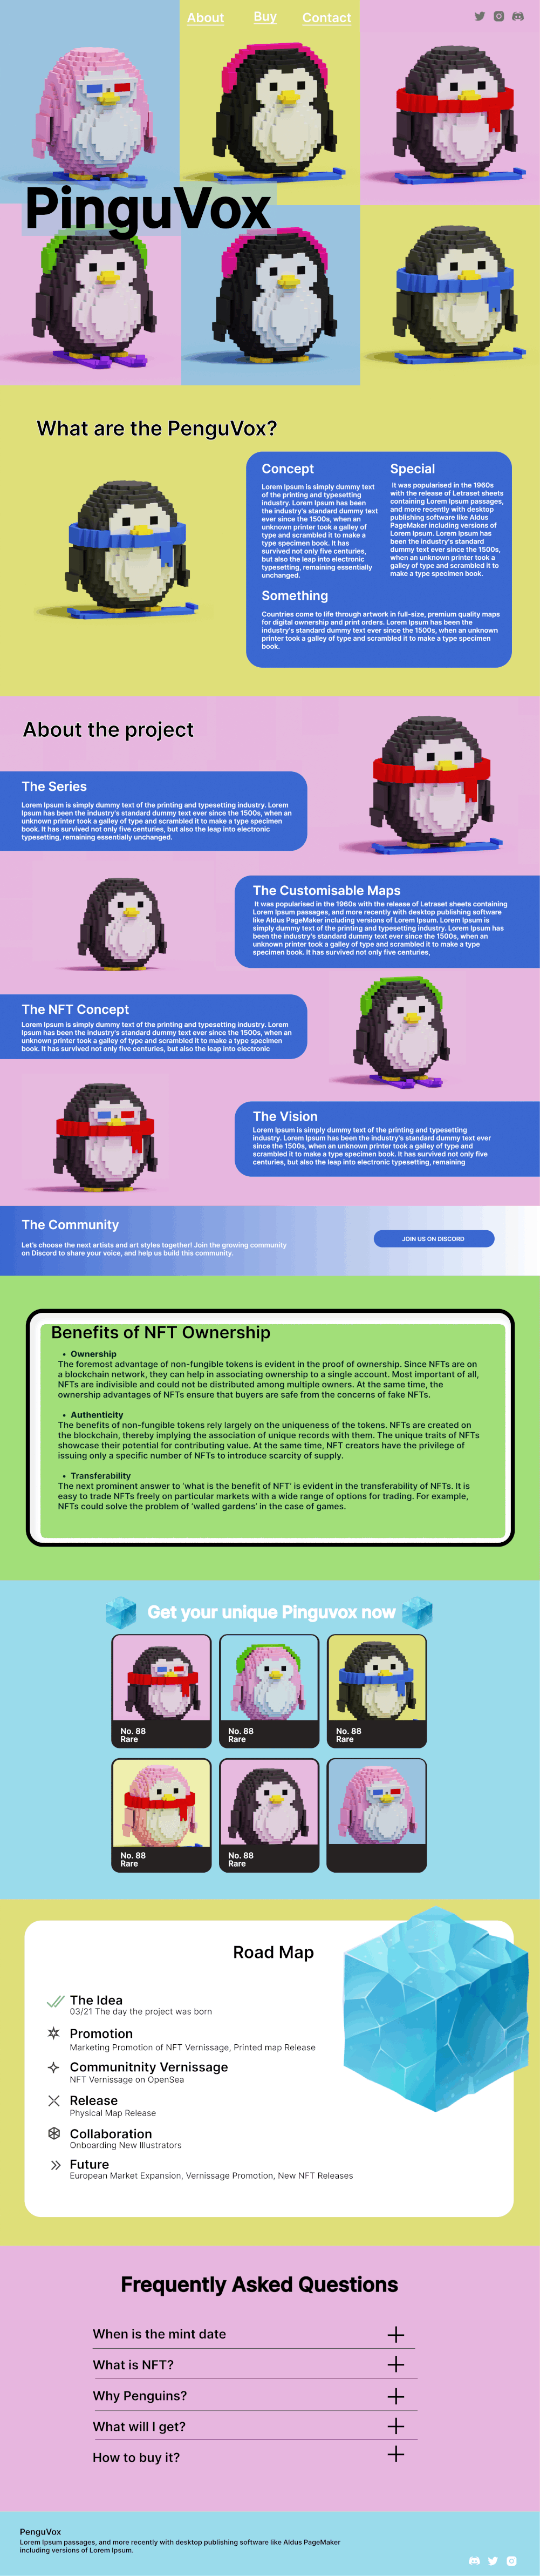 About Buy Contact
PinguVox
What are the PenguVox?
Concept
Lorem Ipsum is simply dummy text
of the printing and typesetting
industry. Lorem Ipsum has been
the industry's standard dummy text
ever since the 1500s, when an
unknown printer took a galley of
type and scrambled it to make a
type specimen book. It has
survived not only five centuries,
but also the leap into electronic
typesetting, remaining essentially
unchanged.
Special
It was popularised in the 1960s
with the release of Letraset sheets
containing Lorem Ipsum passages,
and more recently with desktop
publishing software like Aldus
PageMaker including versions of
Lorem Ipsum. Lorem Ipsum has
been the industry's standard
dummy text ever since the 1500s,
when an unknown printer took a
galley of type and scrambled it to
make a type specimen book.
Something
Countries come to life through artwork in full-size, premium quality maps
for digital ownership and print orders. Lorem Ipsum has been the
industry's standard dummy text ever since the 1500s, when an unknown
printer took a galley of type and scrambled it to make a type specimen
book.
About the project
The Series
Lorem Ipsum is simply dummy text of the printing and typesetting industry. Lorem
Ipsum has been the industry's standard dummy text ever since the 1500s, when an
unknown printer took a galley of type and scrambled it to make a type specimen
book. It has survived not only five centuries, but also the leap into electronic
typesetting, remaining essentially unchanged.
The Customisable Maps
It was popularised in the 1960s with the release of Letraset sheets containing
Lorem Ipsum passages, and more recently with desktop publishing software
like Aldus PageMaker including versions of Lorem Ipsum. Lorem Ipsum is
simply dummy text of the printing and typesetting industry. Lorem Ipsum has
been the industry's standard dummy text ever since the 1500s, when an
unknown printer took a galley of type and scrambled it to make a type
specimen book. It has survived not only five centuries,
The NFT Concept
Lorem Ipsum is simply dummy text of the printing and typesetting industry. Lorem
Ipsum has been the industry's standard dummy text ever since the 1500s, when an
unknown printer took a galley of type and scrambled it to make a type specimen
book. It has survived not only five centuries, but also the leap into electronic
The Vision
Lorem Ipsum is simply dummy text of the printing and typesetting
industry. Lorem Ipsum has been the industry's standard dummy text ever
since the 1500s, when an unknown printer took a galley of type and
scrambled it to make a type specimen book. It has survived not only five
centuries, but also the leap into electronic typesetting, remaining
The Community
Let's choose the next artists and art styles together! Join the growing community
on Discord to share your voice, and help us build this community.
JOIN US ON DISCORD
Benefits of NFT Ownership
• Ownership
The foremost advantage of non-fungible tokens is evident in the proof of ownership. Since NFTs are on
a blockchain network, they can help in associating ownership to a single account. Most important of all,
NFTs are indivisible and could not be distributed among multiple owners. At the same time, the
ownership advantages of NFTs ensure that buyers are safe from the concerns of fake NFTs.
• Authenticity
The benefits of non-fungible tokens rely largely on the uniqueness of the tokens. NFTs are created on
the blockchain, thereby implying the association of unique records with them. The unique traits of NFTs
showcase their potential for contributing value. At the same time, NFT creators have the privilege of
issuing only a specific number of NFTs to introduce scarcity of supply.
• Transferability
The next prominent answer to 'what is the benefit of NFT' is evident in the transferability of NFTs. It is
easy to trade NFTs freely on particular markets with a wide range of options for trading. For example,
NFTs could solve the problem of 'walled gardens' in the case of games.
Get your unique Pinguvox now
No. 88
Rare
No. 88
Rare
No. 88
Rare
No. 88
Rare
No. 88
Rare
Road Map
The Idea
03/21 The day the project was born
Promotion
Marketing Promotion of NFT Vernissage, Printed map Release
Communitnity Vernissage
NFT Vernissage on OpenSea
Release
Physical Map Release
Collaboration
Onboarding New Illustrators
Future
European Market Expansion, Vernissage Promotion, New NFT Releases
Frequently Asked Questions
When is the mint date
What is NFT?
Why Penguins?
What will I get?
How to buy it?
PenguVox
Lorem Ipsum passages, and more recently with desktop publishing software like Aldus PageMaker
including versions of Lorem Ipsum.